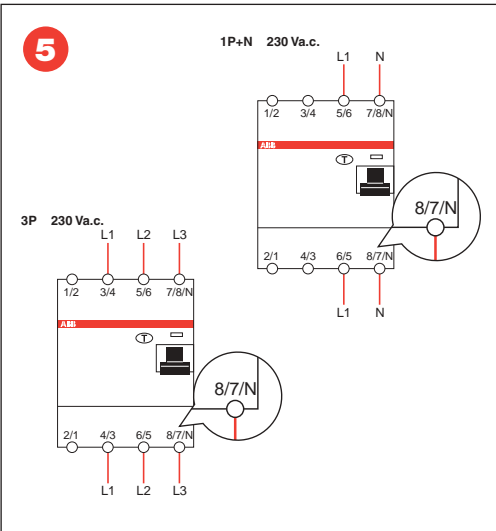 5
1P+N 230 Va.c.
L1 N
1/2 3/4 5/6 7/8/N
ABB
T
8/7/N
2/1 4/3 6/5 8/7/N
L1 N
3P 230 Va.c.
L1 L2 L3
1/2 3/4 5/6 7/8/N
ABB
T
8/7/N
2/1 4/3 6/5 8/7/N
L1 L2 L3